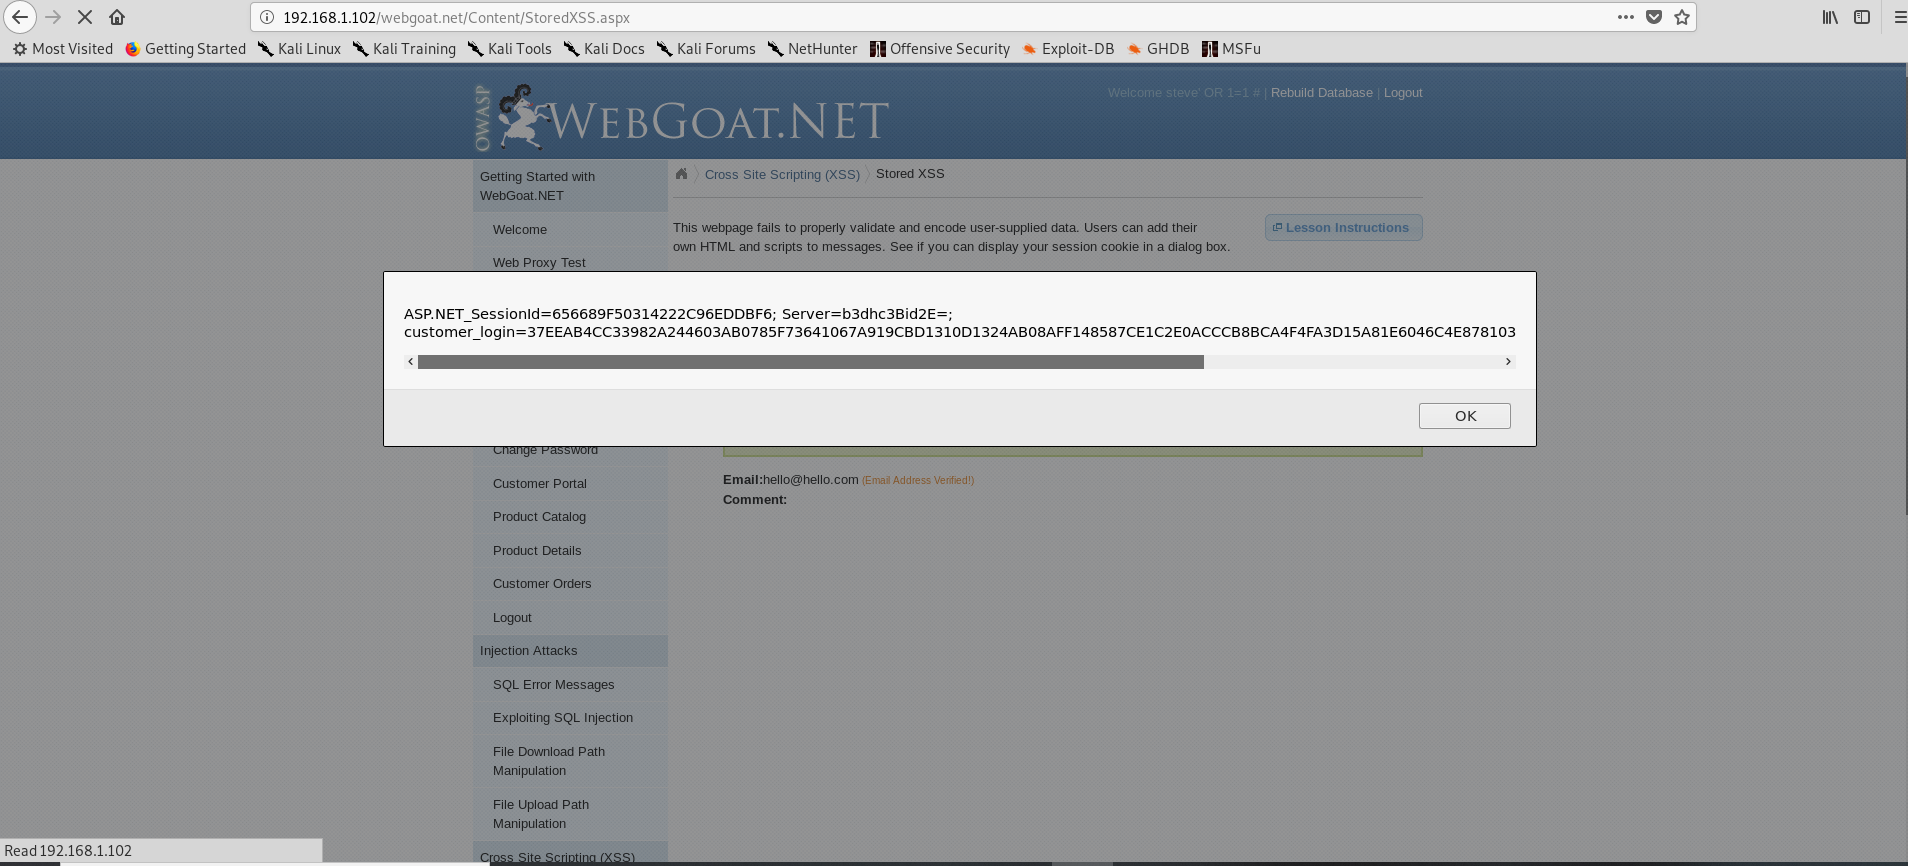 192.168.1.102/webgoat.net/Content/StoredXSS.aspx
Most Visited Getting Started Kali Linux Kali Training Kali Tools Kali Docs Kali Forums NetHunter Offensive Security Exploit-DB GHDB MSFu
OWASP WEBGOAT.NET
Welcome steve' OR 1=1 # | Rebuild Database | Logout
Getting Started with
WebGoat.NET
Welcome
Web Proxy Test
Cross Site Scripting (XSS) Stored XSS
This webpage fails to properly validate and encode user-supplied data. Users can add their
own HTML and scripts to messages. See if you can display your session cookie in a dialog box.
Lesson Instructions
ASP.NET_SessionId=656689F50314222C96EDDBF6; Server=b3dhc3Bid2E=;
customer_login=37EEAB4CC33982A244603AB0785F73641067A919CBD1310D1324AB08AFF148587CE1C2E0ACCCB8BCA4F4FA3D15A81E6046C4E878103
OK
Change Password
Customer Portal
Product Catalog
Product Details
Customer Orders
Logout
Injection Attacks
SQL Error Messages
Exploiting SQL Injection
File Download Path
Manipulation
File Upload Path
Manipulation
Cross Site Scripting (XSS)
Email:hello@hello.com (Email Address Verified!)
Comment:
Read 192.168.1.102